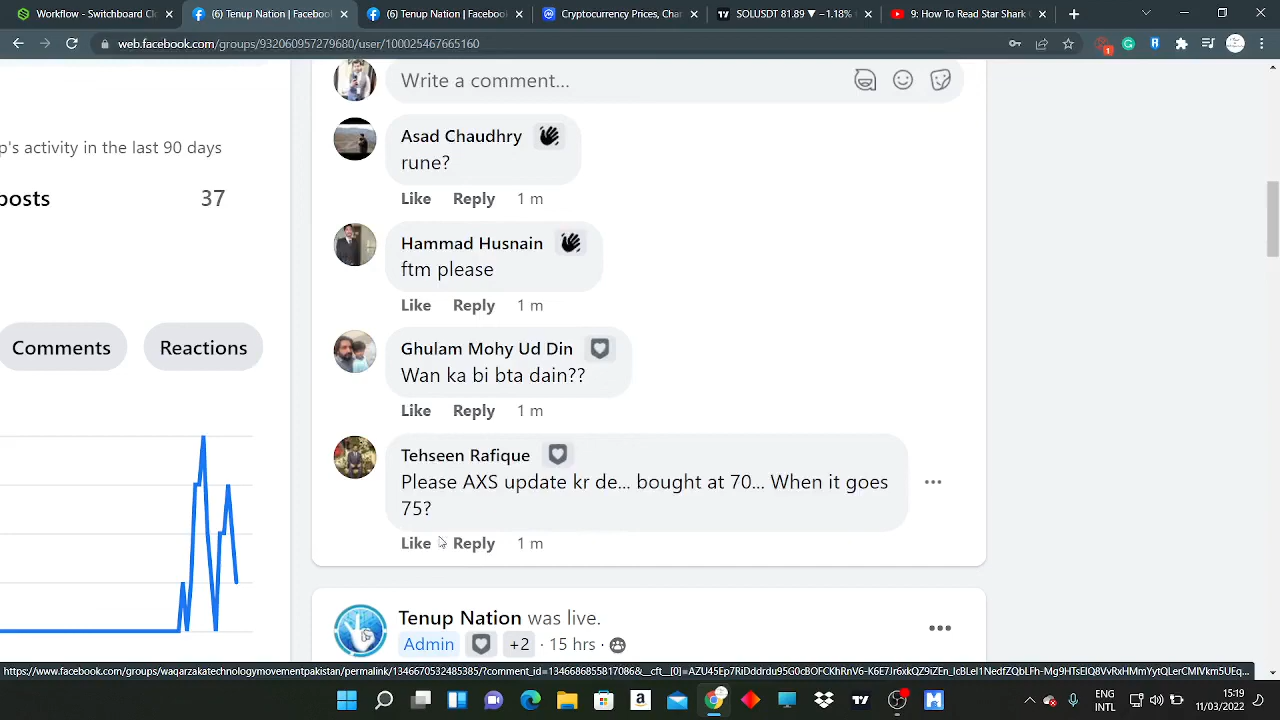 Workflow - Switchboard Cl
(6) Tenup Nation | Facebook
(6) Tenup Nation | Facebook
Cryptocurrency Prices, Char
SOLUSDT 81.89 ▼ −1.18%
9: How To Read Star Shark
web.facebook.com/groups/932060957279680/user/100025467665160
Write a comment...
Asad Chaudhry
rune?
Like Reply 1 m
p's activity in the last 90 days
posts 37
Hammad Husnain
ftm please
Like Reply 1 m
Comments Reactions
Ghulam Mohy Ud Din
Wan ka bi bta dain??
Like Reply 1 m
Tehseen Rafique
Please AXS update kr de... bought at 70... When it goes
75?
Like Reply 1 m
Tenup Nation was live.
Admin +2 · 15 hrs ·
ENG
INTL
15:19
11/03/2022